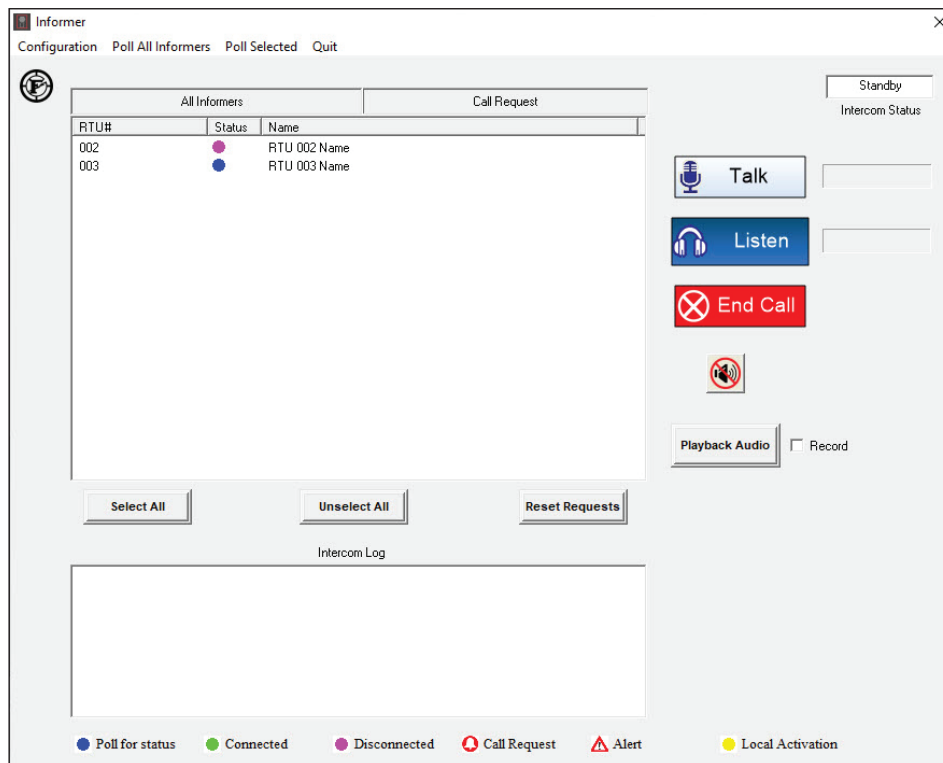 Informer
Configuration Poll All Informers Poll Selected Quit
All Informers Call Request
Standby
Intercom Status
RTU# Status Name
002 RTU 002 Name
003 RTU 003 Name
Talk
Listen
End Call
Playback Audio Record
Select All Unselect All Reset Requests
Intercom Log
Poll for status Connected Disconnected Call Request Alert Local Activation